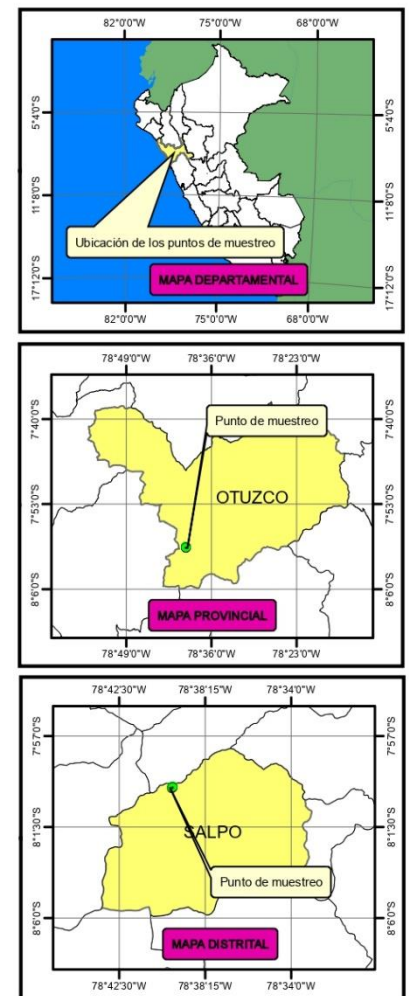 82°0'0"W 75°0'0"W 68°0'0"W
5°4'0"S 5°4'0"S
11°8'0"S 11°8'0"S
17°12'0"S 17°12'0"S
Ubicación de los puntos de muestreo
MAPA DEPARTAMENTAL
82°0'0"W 75°0'0"W 68°0'0"W
78°49'0"W 78°36'0"W 78°23'0"W
7°40'0"S 7°40'0"S
Punto de muestreo
7°53'0"S 7°53'0"S
OTUZCO
8°6'0"S 8°6'0"S
MAPA PROVINCIAL
78°49'0"W 78°36'0"W 78°23'0"W
78°42'30"W 78°38'15"W 78°34'0"W
7°57'0"S 7°57'0"S
8°1'30"S 8°1'30"S
SALPO
Punto de muestreo
8°6'0"S 8°6'0"S
MAPA DISTRITAL
78°42'30"W 78°38'15"W 78°34'0"W